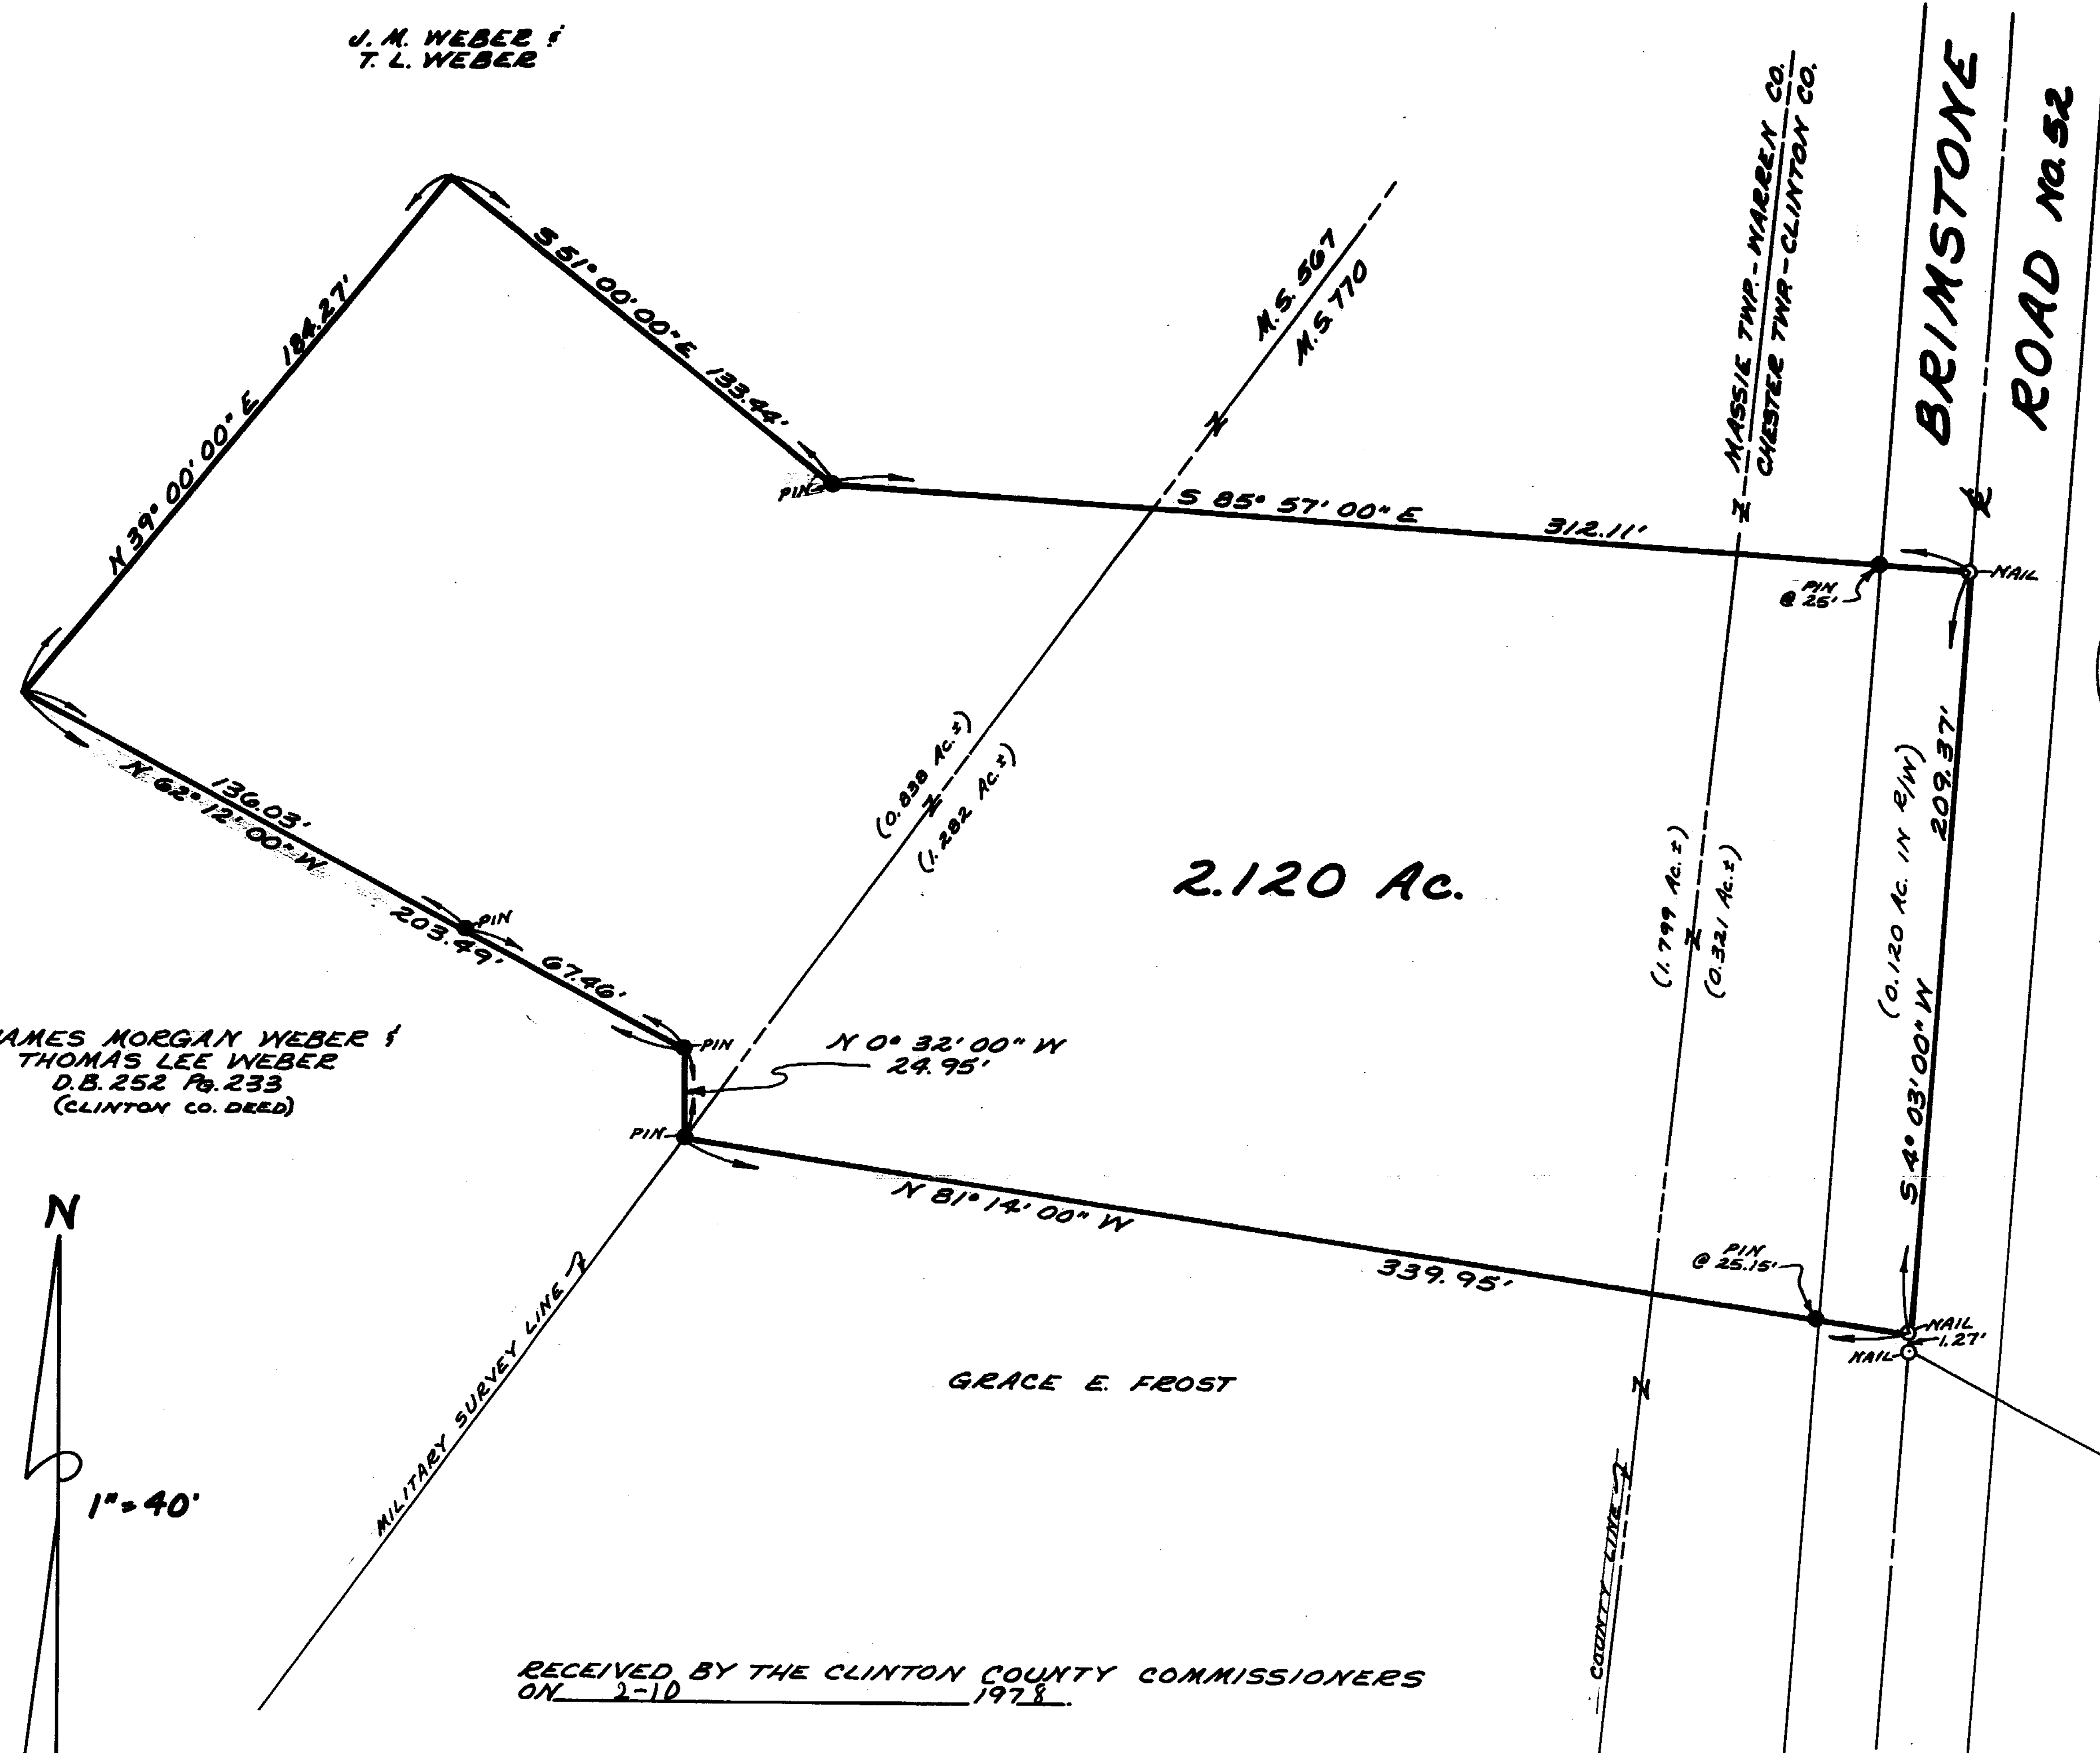 J. M. WEBER &
T. L. WEBER
S 51° 00' 00" E 133.44'
N 39° 00' 00" E 184.27'
M.S. 567
M.S. 770
MASSIE TWP. - WARREN CO.
CHESTER TWP. - CLINTON CO.
BRIMSTONE
ROAD NO. 52
PIN
S 85° 57' 00" E 312.11'
PIN
@ 25'
NAIL
136.03'
N 62° 12' 00" W 203.49'
PIN
67.46'
(0.838 Ac.±)
(1.282 Ac.±)
2.120 Ac.
(1.799 Ac.±)
(0.321 Ac.±)
(0.120 Ac. IN R/W)
S 4° 03' 00" W 209.37'
AMES MORGAN WEBER &
THOMAS LEE WEBER
D.B. 252 Pg. 233
(CLINTON CO. DEED)
PIN
N 0° 32' 00" W
24.95'
PIN
N 81° 14' 00" W 339.95'
PIN
@ 25.15'
NAIL
1.27'
NAIL
N
1" = 40'
MILITARY SURVEY LINE
GRACE E. FROST
COUNTY LINE
RECEIVED BY THE CLINTON COUNTY COMMISSIONERS
ON 2-10 1978.